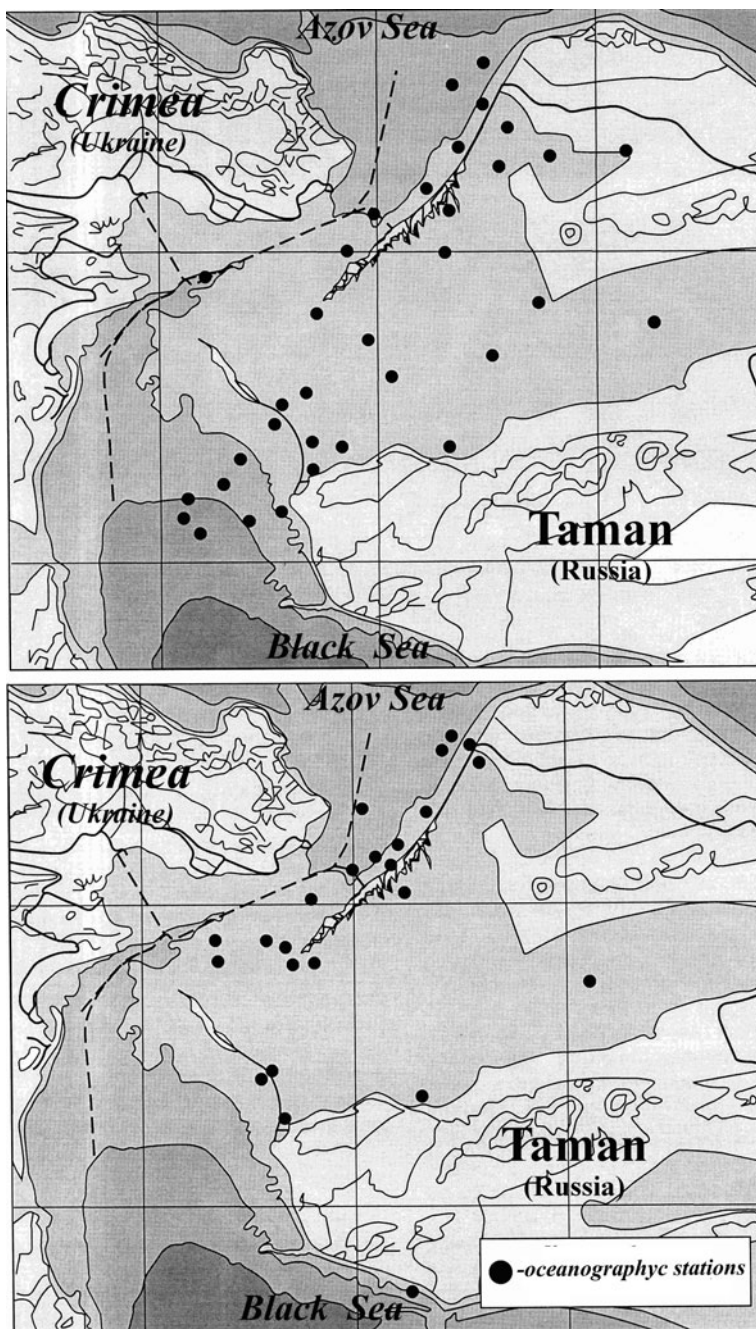 Azov Sea
Crimea
(Ukraine)
Taman
(Russia)
Black Sea
Azov Sea
Crimea
(Ukraine)
Taman
(Russia)
-oceanographyc stations
Black Sea